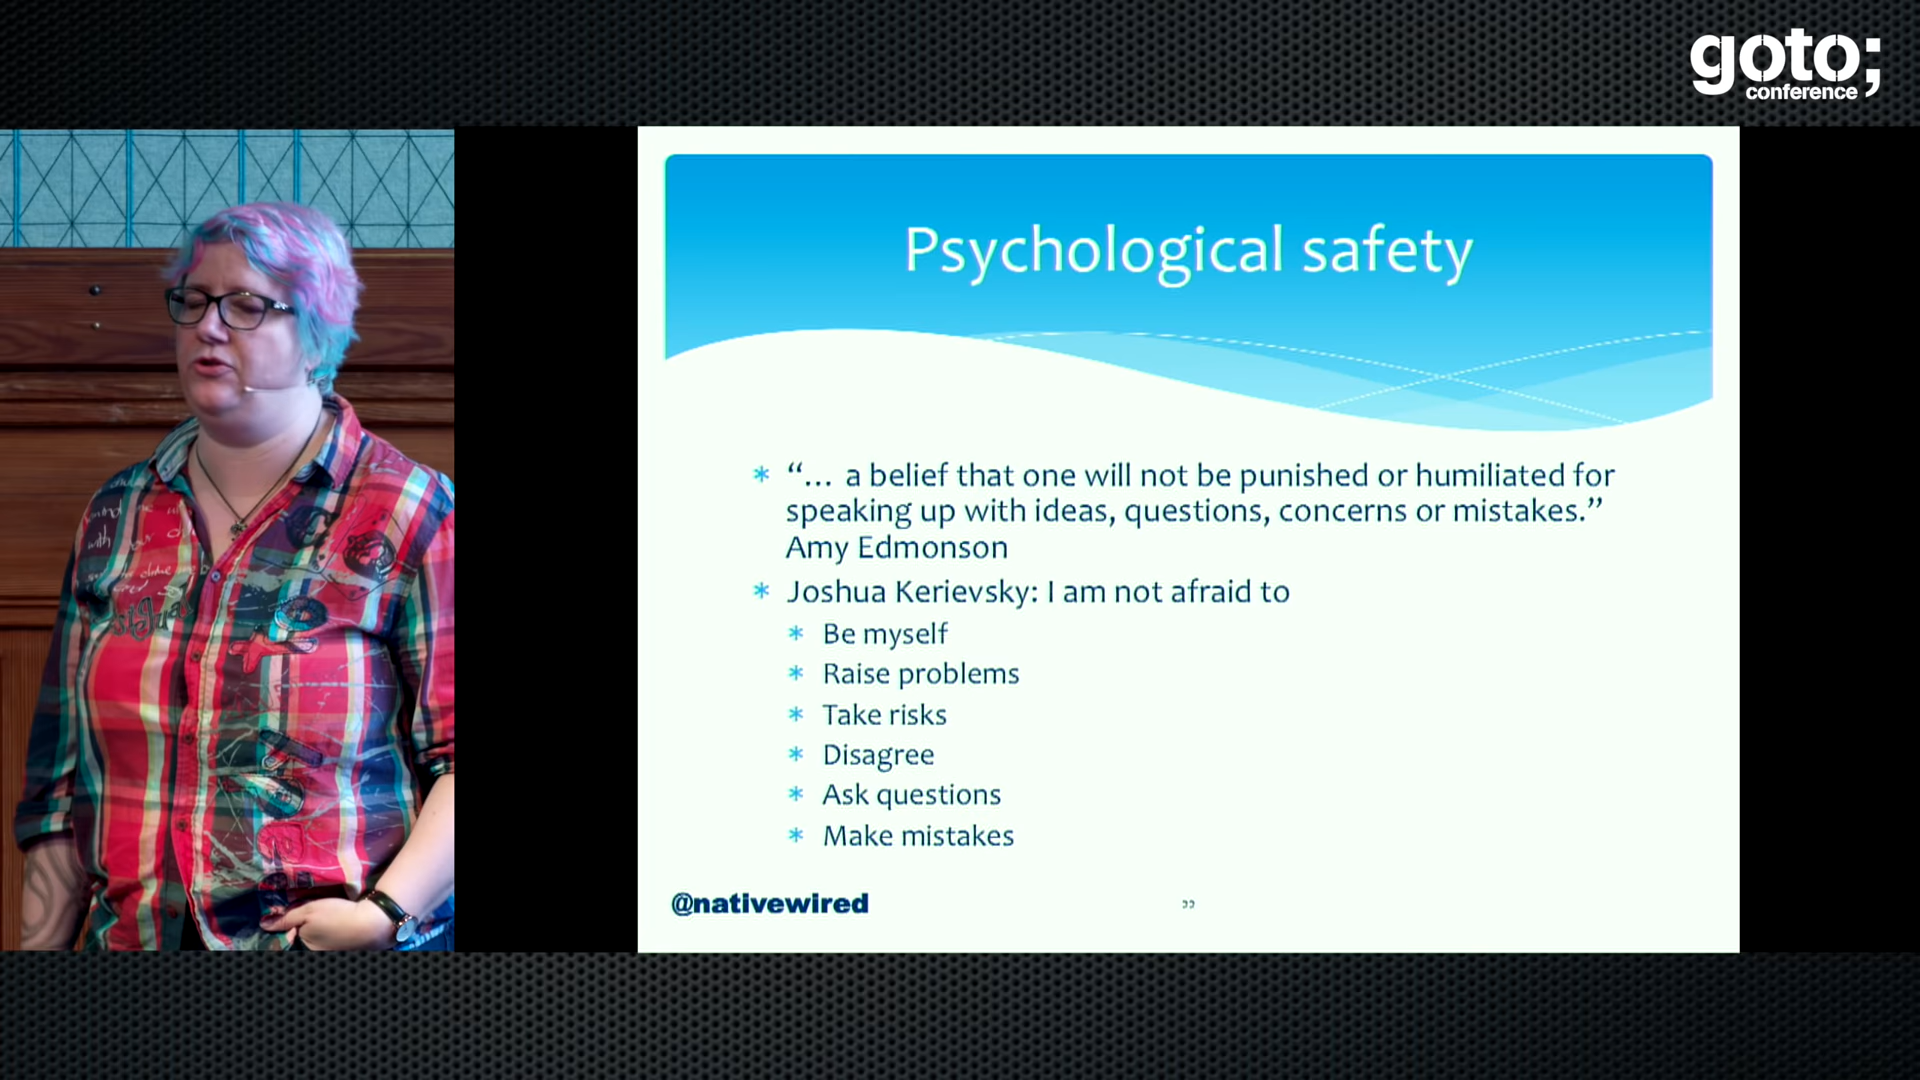 goto;
conference
Psychological safety
* “... a belief that one will not be punished or humiliated for
speaking up with ideas, questions, concerns or mistakes.”
Amy Edmonson
* Joshua Kerievsky: I am not afraid to
* Be myself
* Raise problems
* Take risks
* Disagree
* Ask questions
* Make mistakes
@nativewired